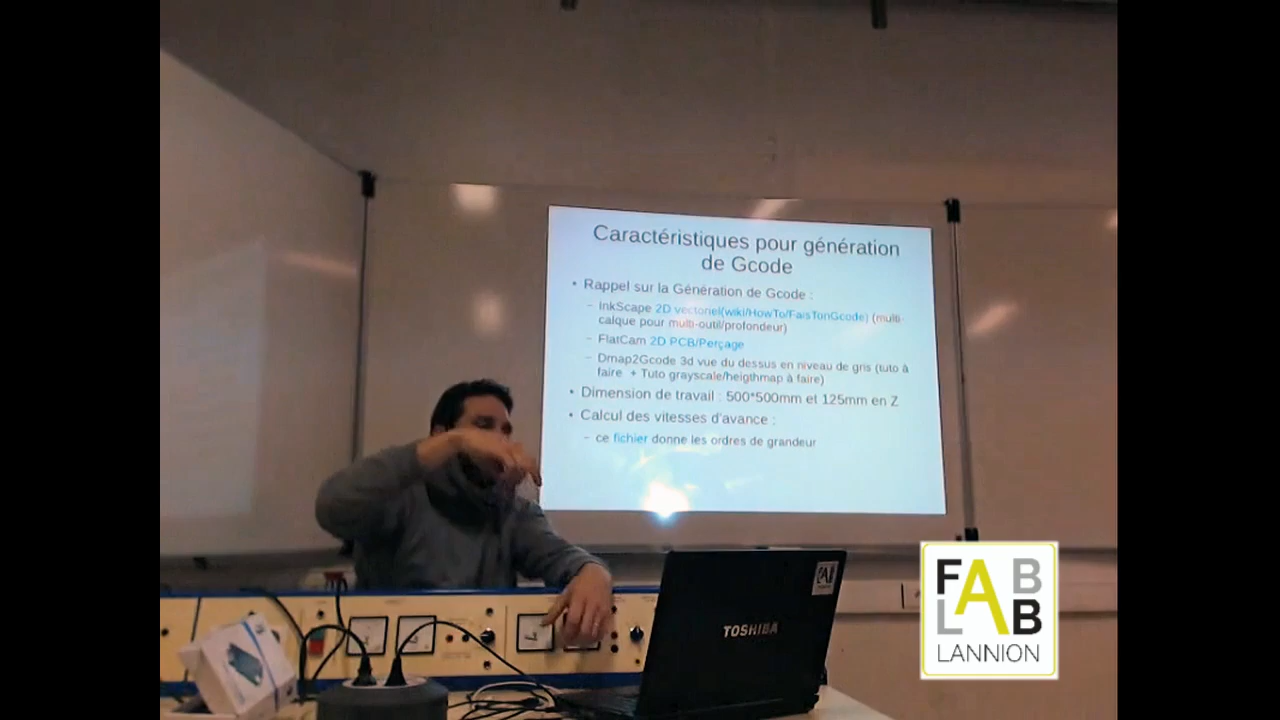 Caractéristiques pour génération
de Gcode
• Rappel sur la Génération de Gcode :
– InkScape 2D vectoriel(wiki/HowTo/FaisTonGcode) (multi-
calque pour multi-outil/profondeur)
– FlatCam 2D PCB/Perçage
– Dmap2Gcode 3d vue du dessus en niveau de gris (tuto à
faire + Tuto grayscale/heigthmap à faire)
• Dimension de travail : 500*500mm et 125mm en Z
• Calcul des vitesses d'avance :
– ce fichier donne les ordres de grandeur
TOSHIBA
FAB
LAB
LANNION